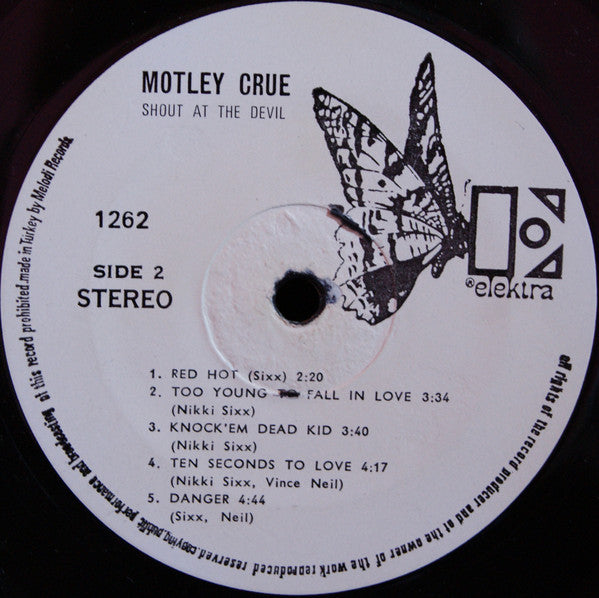 MOTLEY CRUE
SHOUT AT THE DEVIL
1262
SIDE 2
STEREO
®elektra
1. RED HOT (Sixx) 2:20
2. TOO YOUNG TO FALL IN LOVE 3:34
(Nikki Sixx)
3. KNOCK'EM DEAD KID 3:40
(Nikki Sixx)
4. TEN SECONDS TO LOVE 4:17
(Nikki Sixx, Vince Neil)
5. DANGER 4:44
(Sixx, Neil)
all rights of the record producer and of the owner of the work reproduced reserved.copying,public performance and broadcasting of this record prohibited.made in Turkey by Melodi Records